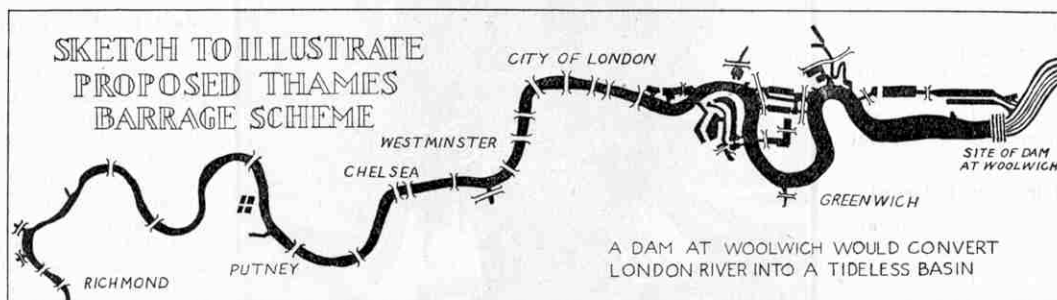 SKETCH TO ILLUSTRATE
PROPOSED THAMES
BARRAGE SCHEME
CITY OF LONDON
WESTMINSTER
CHELSEA
SITE OF DAM
AT WOOLWICH
GREENWICH
PUTNEY
RICHMOND
A DAM AT WOOLWICH WOULD CONVERT
LONDON RIVER INTO A TIDELESS BASIN